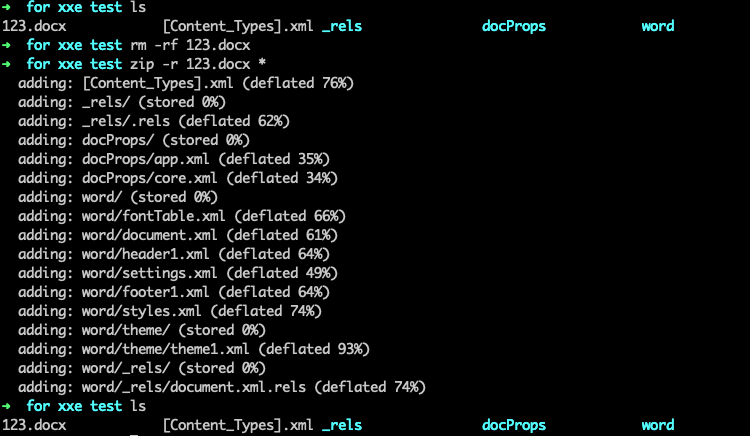 ➜ for xxe test ls
123.docx [Content_Types].xml _rels docProps word
➜ for xxe test rm -rf 123.docx
➜ for xxe test zip -r 123.docx *
adding: [Content_Types].xml (deflated 76%)
adding: _rels/ (stored 0%)
adding: _rels/.rels (deflated 62%)
adding: docProps/ (stored 0%)
adding: docProps/app.xml (deflated 35%)
adding: docProps/core.xml (deflated 34%)
adding: word/ (stored 0%)
adding: word/fontTable.xml (deflated 66%)
adding: word/document.xml (deflated 61%)
adding: word/header1.xml (deflated 64%)
adding: word/settings.xml (deflated 49%)
adding: word/footer1.xml (deflated 64%)
adding: word/styles.xml (deflated 74%)
adding: word/theme/ (stored 0%)
adding: word/theme/theme1.xml (deflated 93%)
adding: word/_rels/ (stored 0%)
adding: word/_rels/document.xml.rels (deflated 74%)
➜ for xxe test ls
123.docx [Content_Types].xml _rels docProps word